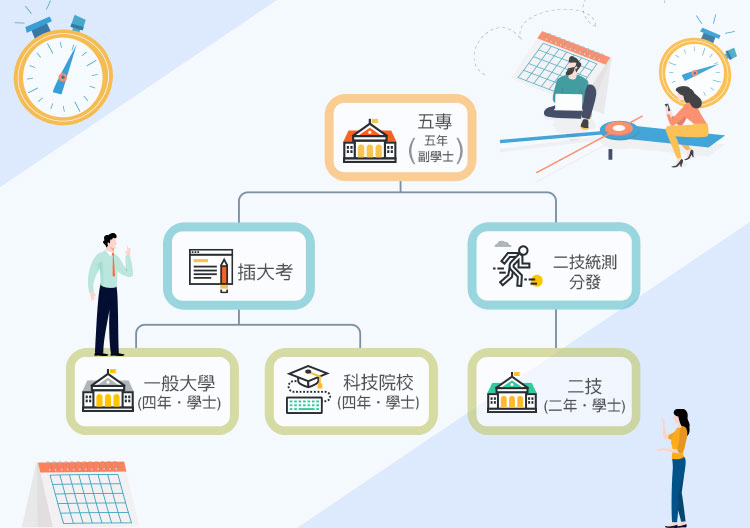 五專
(五年
副學士)
插大考
二技統測
分發
一般大學
(四年・學士)
科技院校
(四年・學士)
二技
(二年・學士)